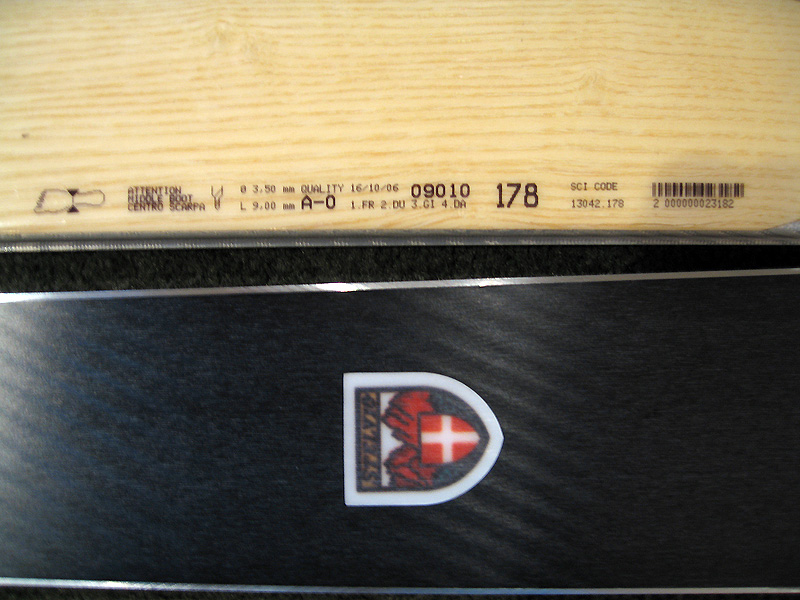 ATTENTION
MIDDLE BOOT
CENTRO SCARPA
Ø 3.50 mm QUALITY 16/10/06
L 9.00 mm A-0 1.FR 2.DU 3.GI 4.DA
09010
178
SCI CODE
13042.178
2 000000023182